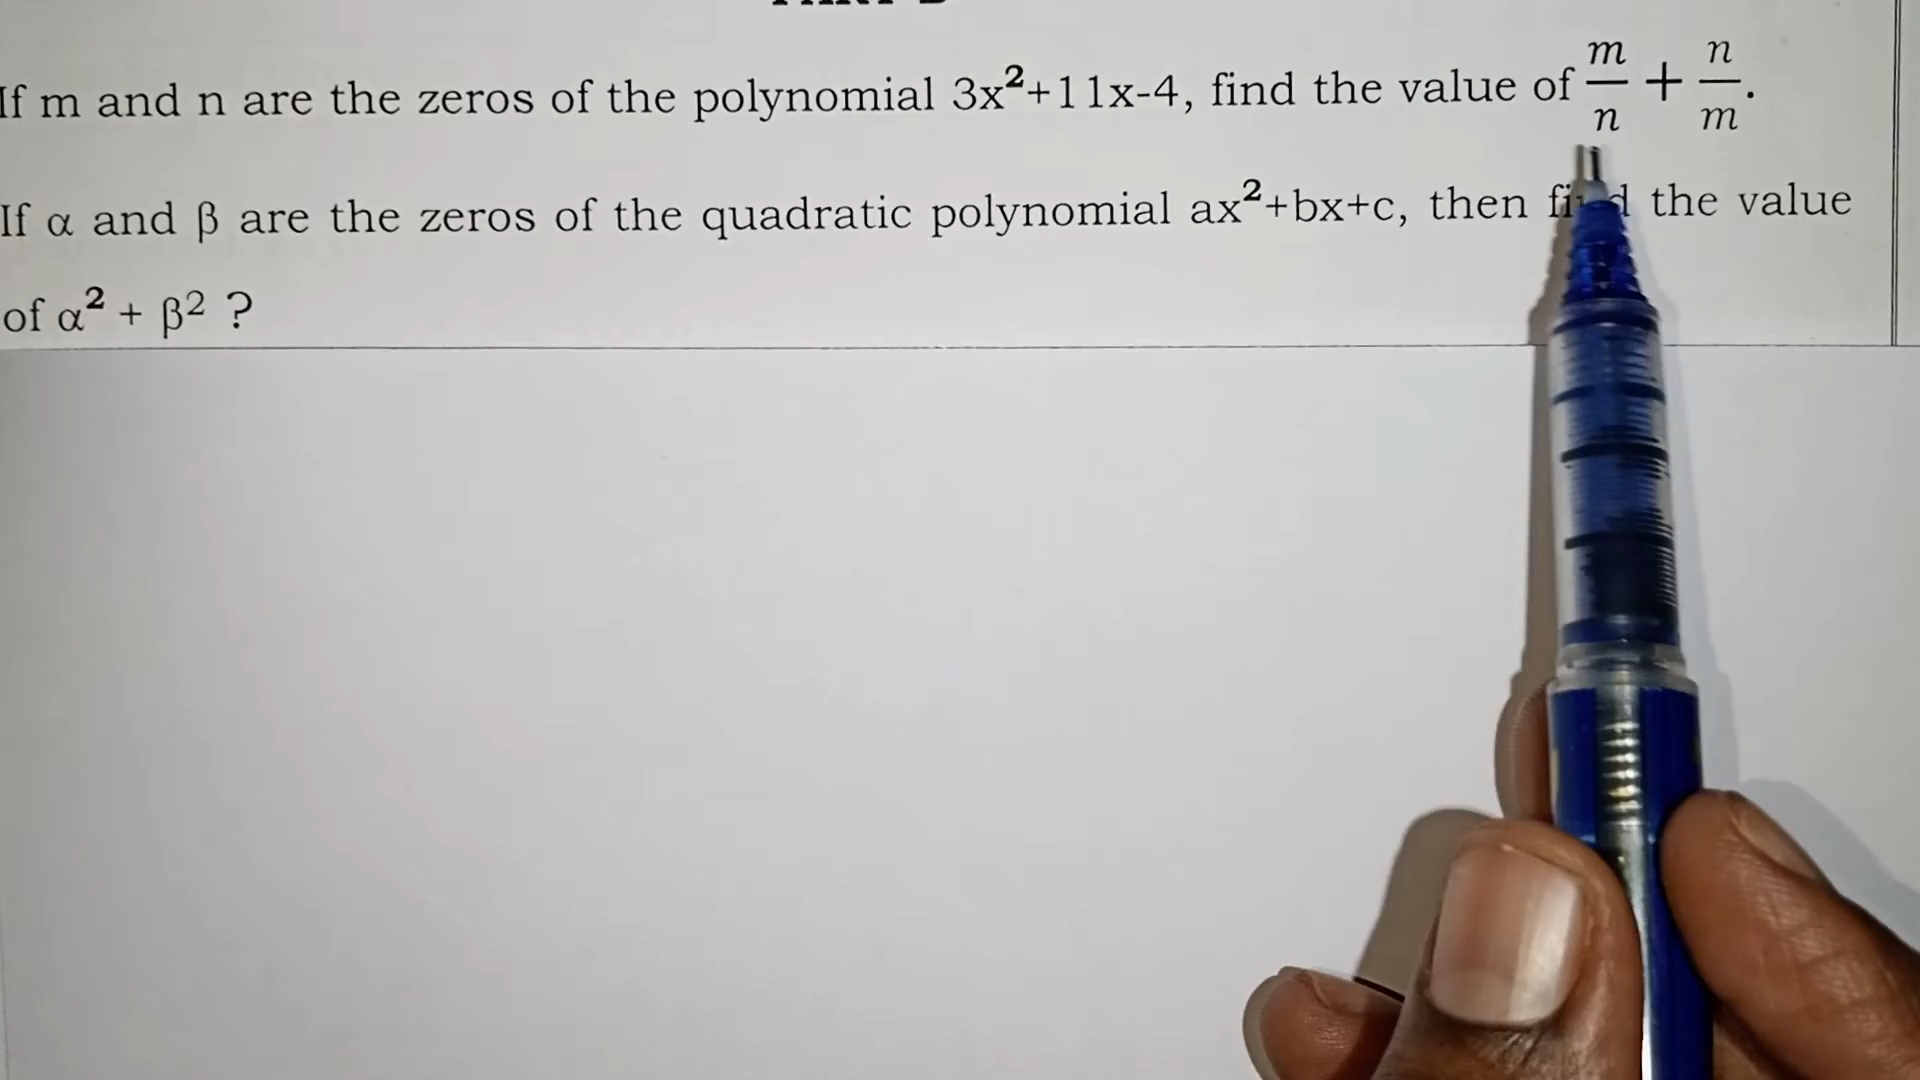 If m and n are the zeros of the polynomial 3x²+11x-4, find the value of m/n + n/m.
If α and β are the zeros of the quadratic polynomial ax²+bx+c, then find the value
of α² + β² ?